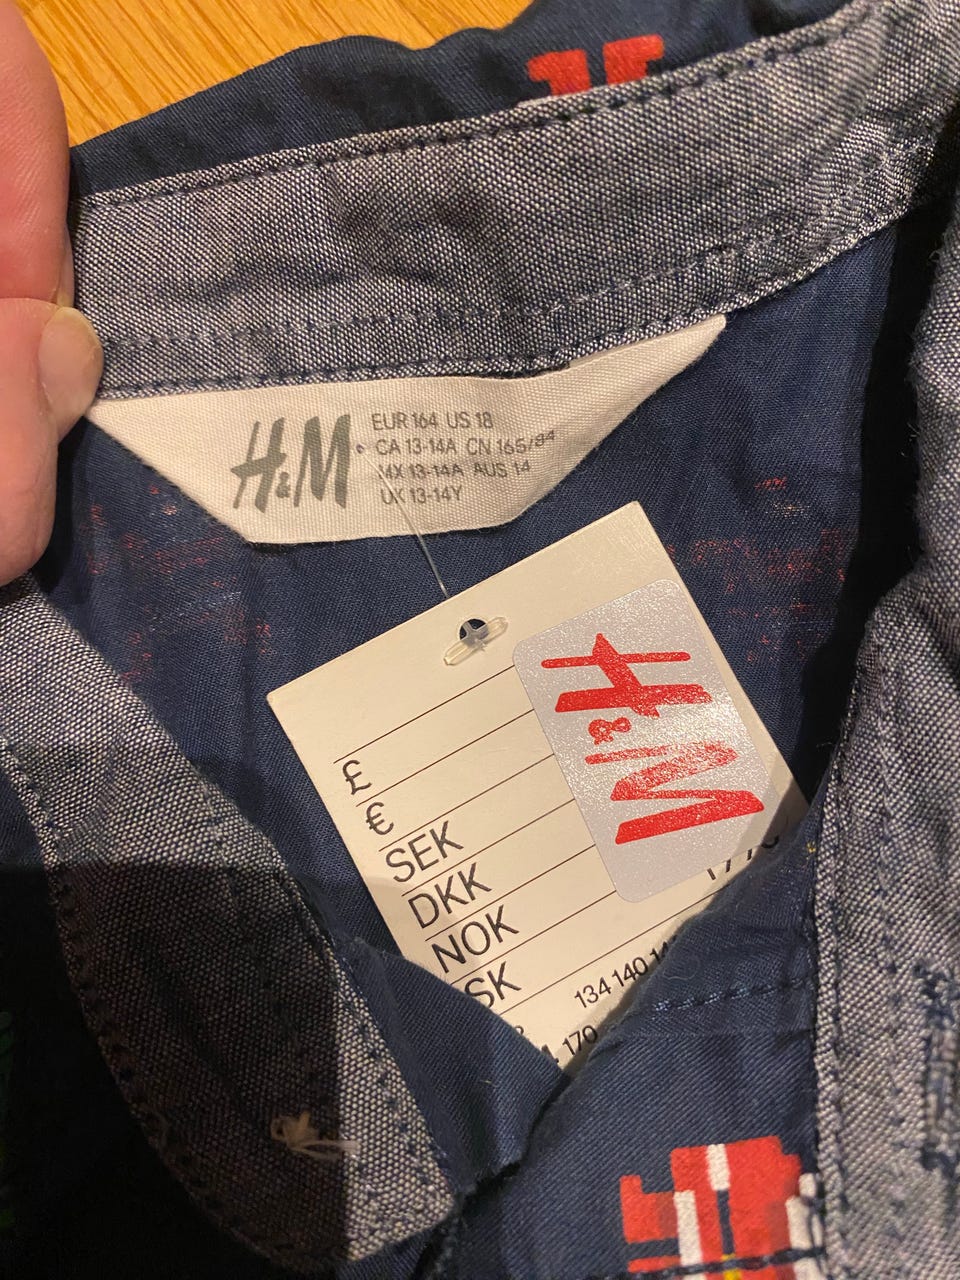 H&M
EUR 164 US 18
CA 13-14A CN 165/84
MX 13-14A AUS 14
UK 13-14Y
H&M
£
€
SEK
DKK
NOK
SK
134 140
170